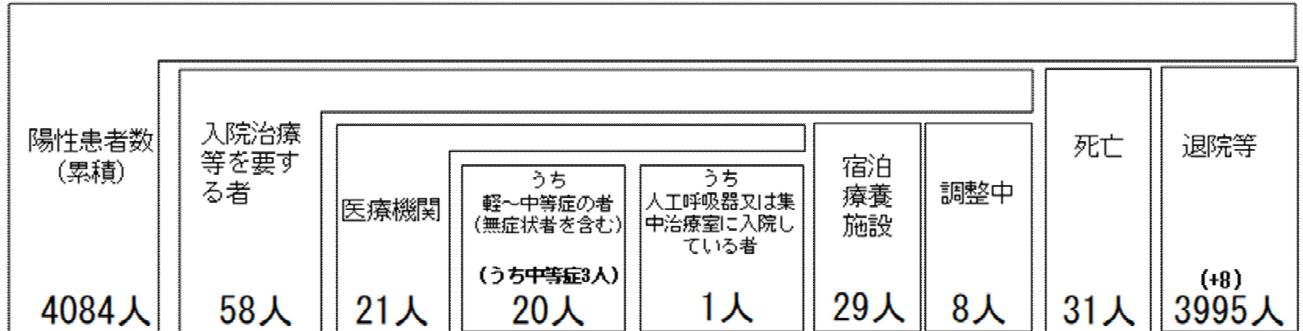 陽性患者数
(累積)
4084人
入院治療
等を要す
る者
58人
医療機関
21人
うち
軽～中等症の者
(無症状者を含む)
(うち中等症3人)
20人
うち
人工呼吸器又は集
中治療室に入院し
ている者
1人
宿泊
療養
施設
29人
調整中
8人
死亡
31人
退院等
(+8)
3995人